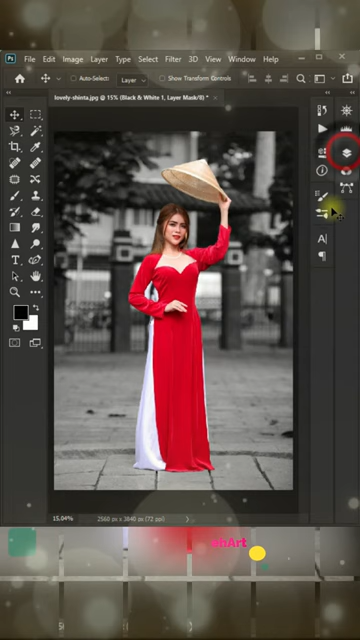 Ps File Edit Image Layer Type Select Filter 3D View Window Help
Auto-Select: Layer Show Transform Controls
lovely-shinta.jpg @ 15% (Black & White 1, Layer Mask/8) *
15.04% 2560 px x 3840 px (72 ppi)